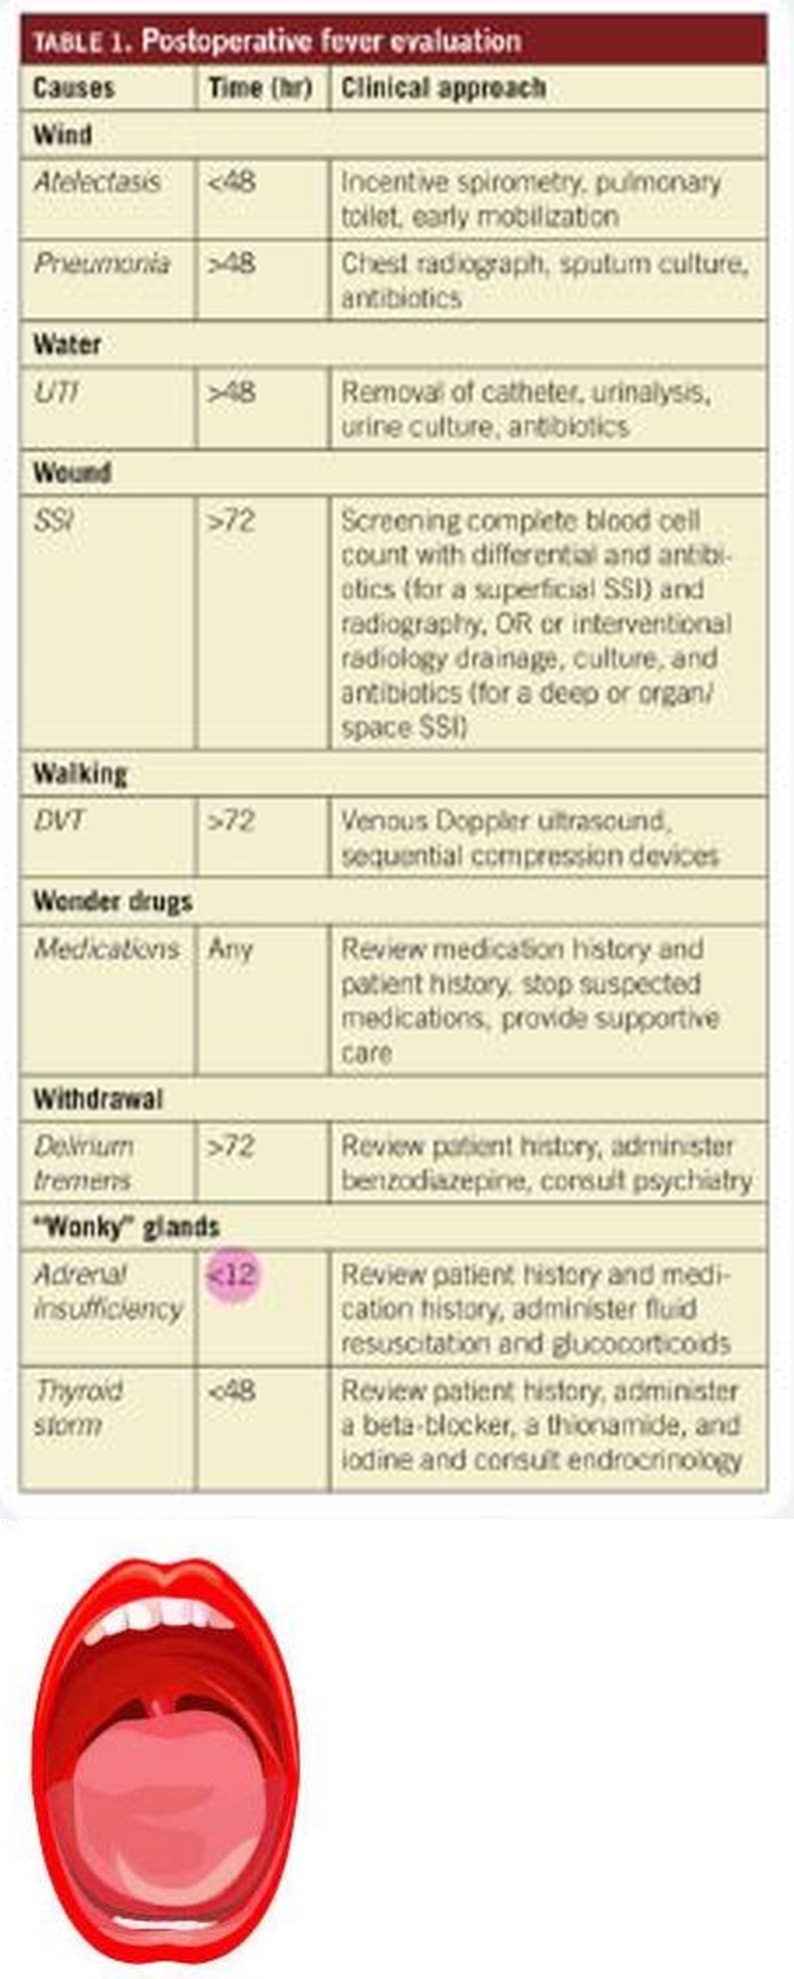 TABLE 1. Postoperative fever evaluation
Causes Time (hr) Clinical approach
Wind
Atelectasis <48 Incentive spirometry, pulmonary
toilet, early mobilization
Pneumonia >48 Chest radiograph, sputum culture,
antibiotics
Water
UTI >48 Removal of catheter, urinalysis,
urine culture, antibiotics
Wound
SSI >72 Screening complete blood cell
count with differential and antibi-
otics (for a superficial SSI) and
radiography, OR or interventional
radiology drainage, culture, and
antibiotics (for a deep or organ/
space SSI)
Walking
DVT >72 Venous Doppler ultrasound,
sequential compression devices
Wonder drugs
Medications Any Review medication history and
patient history, stop suspected
medications, provide supportive
care
Withdrawal
Delirium >72 Review patient history, administer
tremens benzodiazepine, consult psychiatry
"Wonky" glands
Adrenal <12 Review patient history and medi-
insufficiency cation history, administer fluid
resuscitation and glucocorticoids
Thyroid <48 Review patient history, administer
storm a beta-blocker, a thionamide, and
iodine and consult endrocrinology